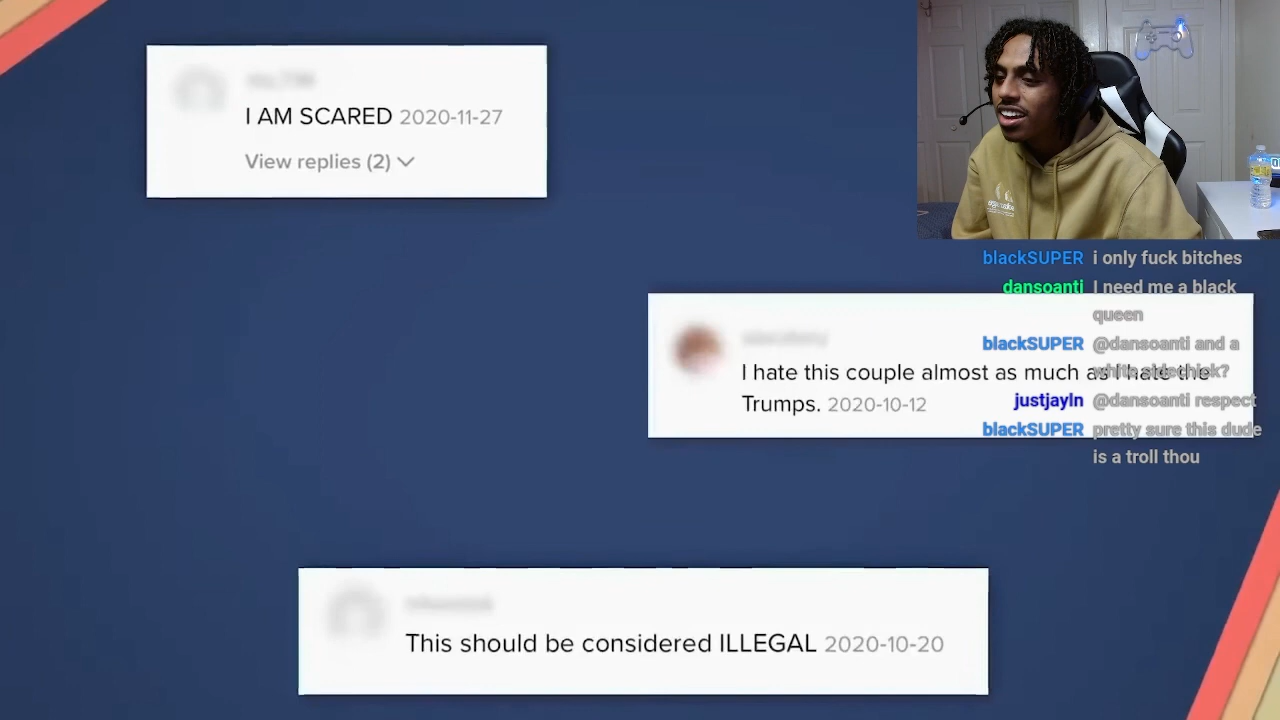 I AM SCARED 2020-11-27
View replies (2)
blackSUPER i only fuck bitches
dansoanti I need me a black
queen
blackSUPER @dansoanti and a
white sidechick?
justjayln @dansoanti respect
blackSUPER pretty sure this dude
is a troll thou
I hate this couple almost as much as I hate the
Trumps. 2020-10-12
This should be considered ILLEGAL 2020-10-20